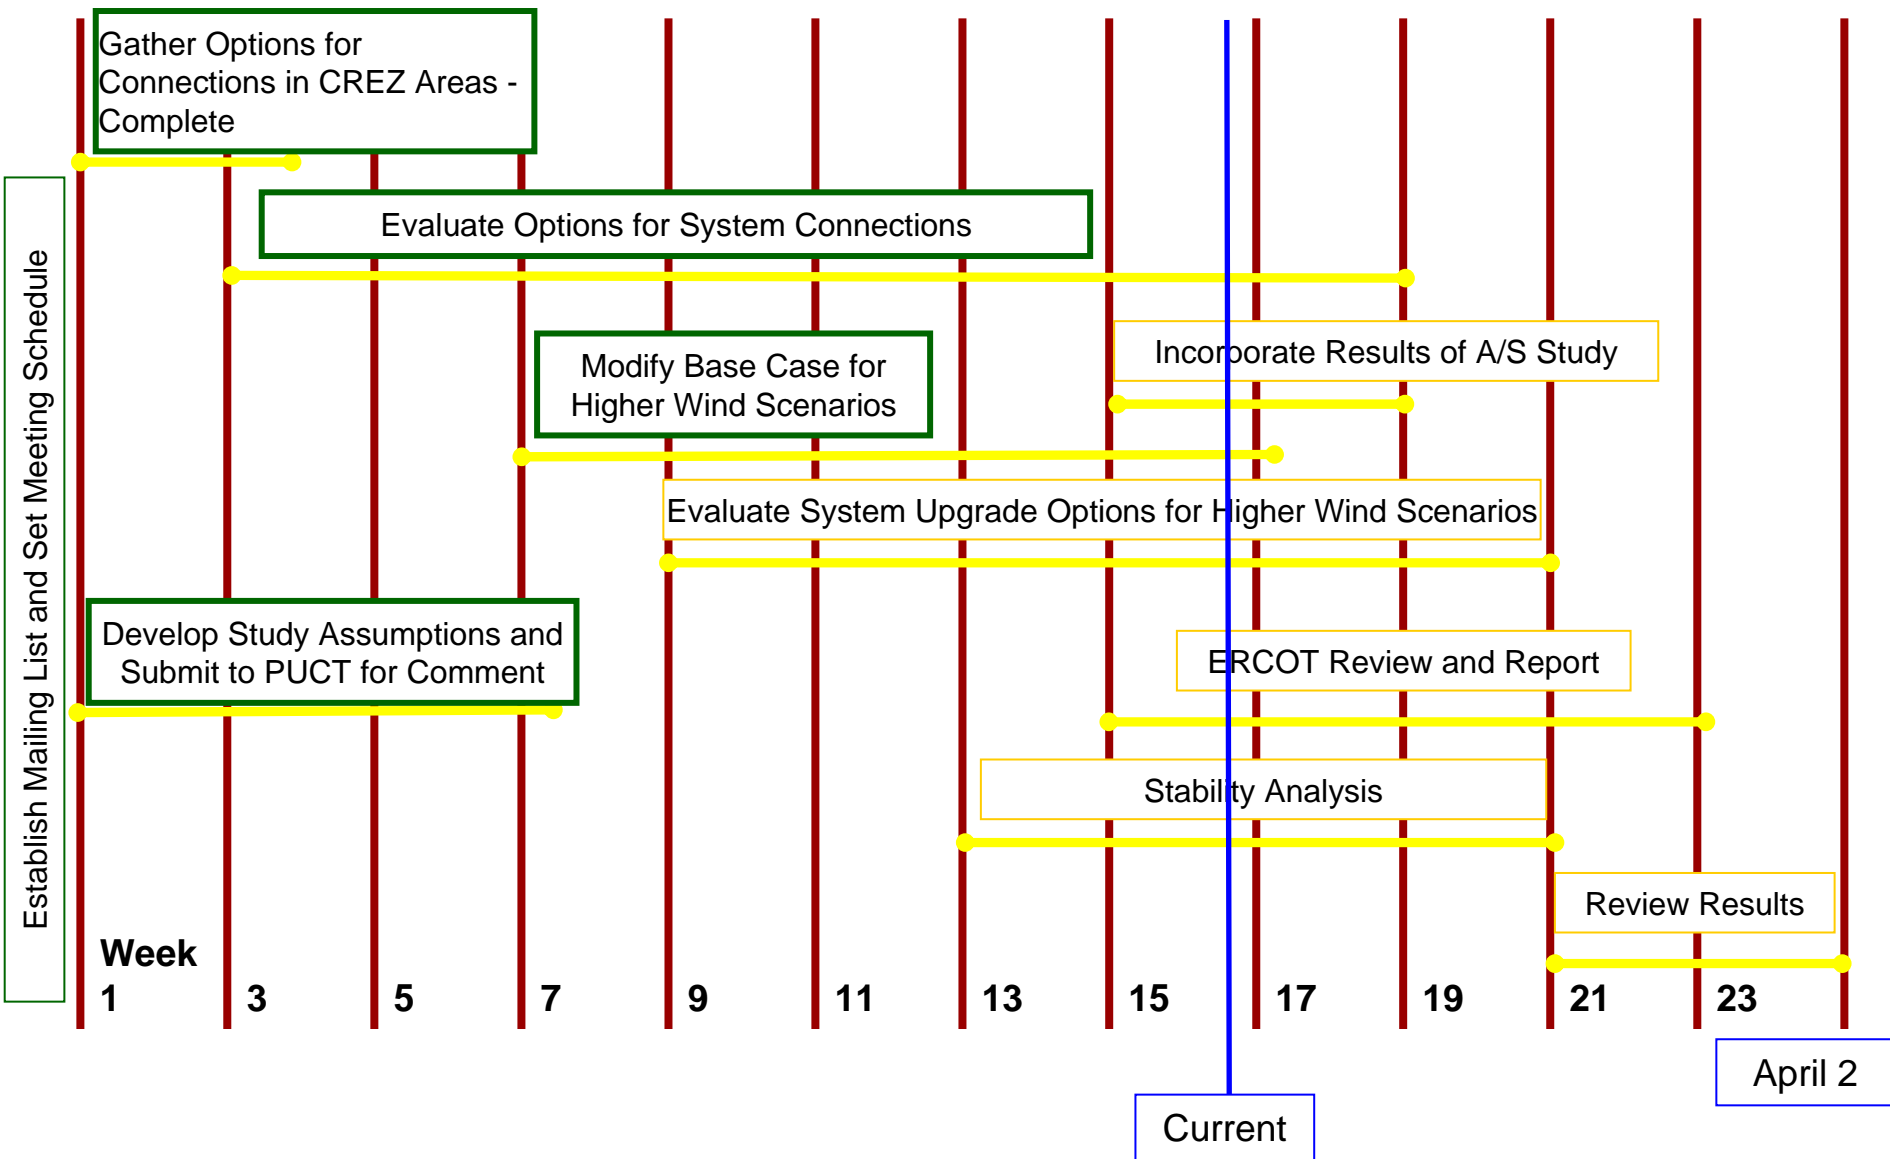 Gather Options for
Connections in CREZ Areas -
Complete
Establish Mailing List and Set Meeting Schedule
Evaluate Options for System Connections
Incorporate Results of A/S Study
Modify Base Case for
Higher Wind Scenarios
Evaluate System Upgrade Options for Higher Wind Scenarios
Develop Study Assumptions and
Submit to PUCT for Comment
ERCOT Review and Report
Stability Analysis
Review Results
Week
1 3 5 7 9 11 13 15 17 19 21 23
April 2
Current